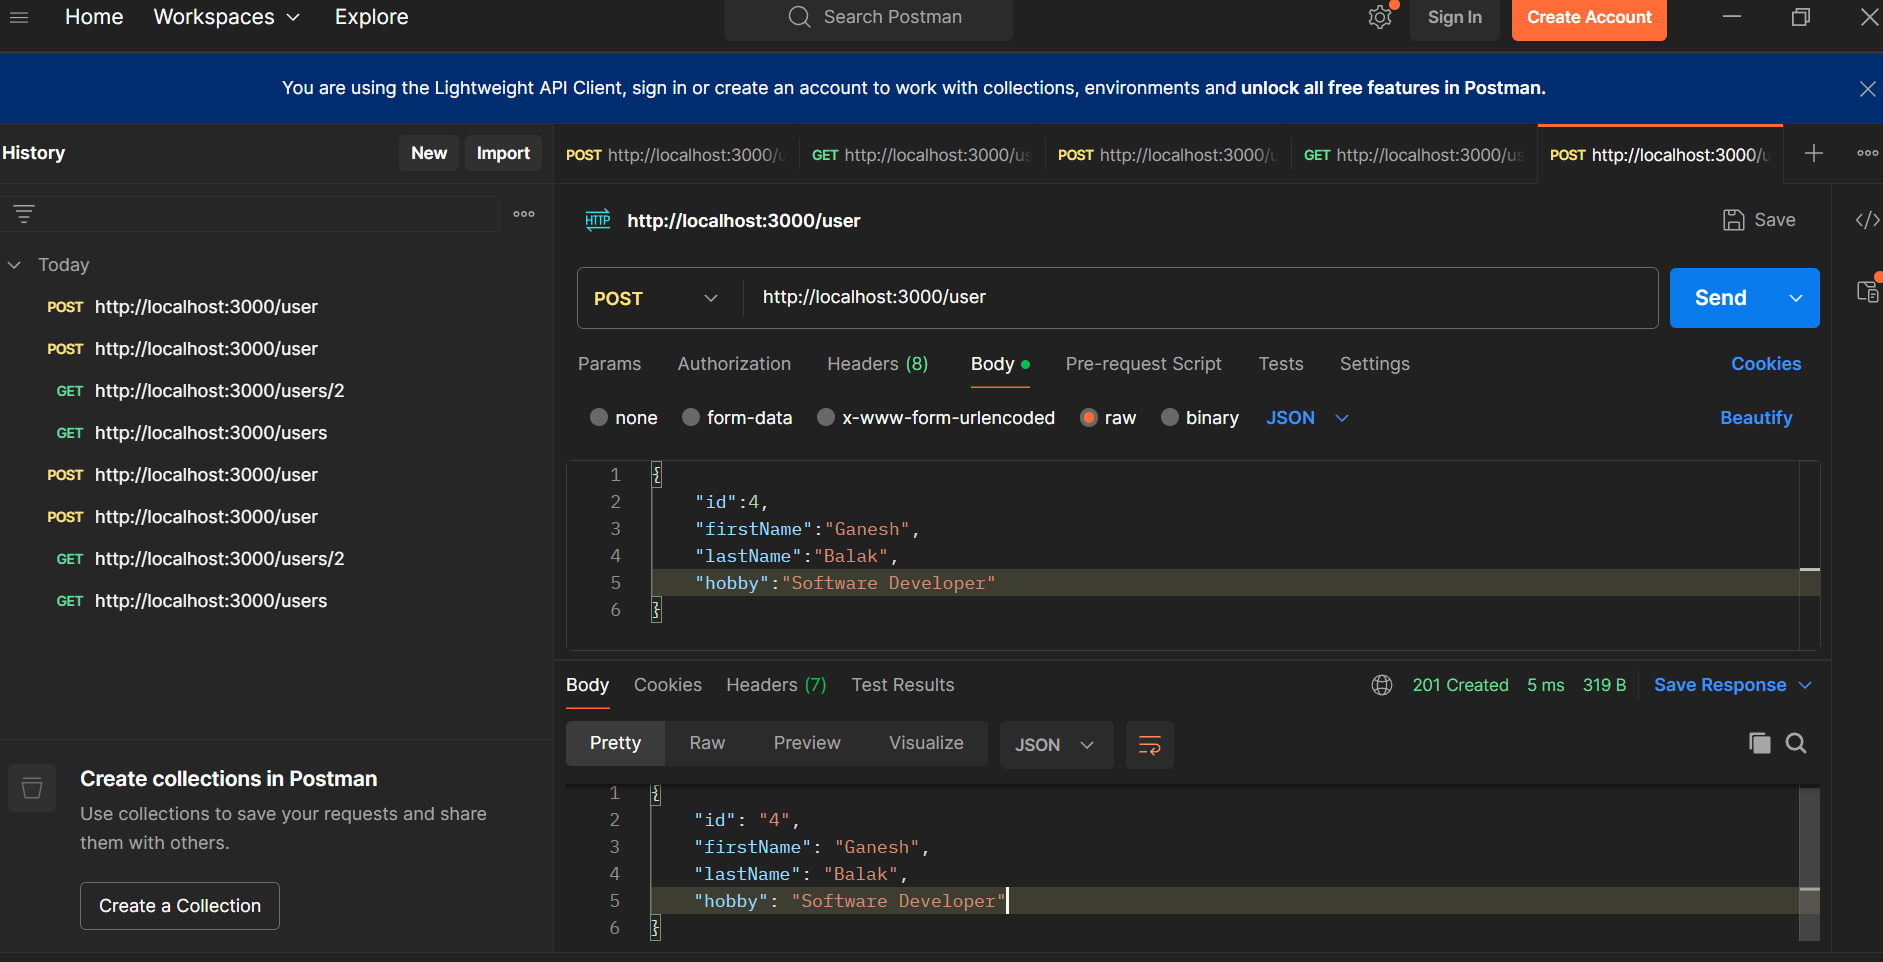 Home Workspaces Explore Search Postman Sign In Create Account
You are using the Lightweight API Client, sign in or create an account to work with collections, environments and unlock all free features in Postman.
History New Import
Today
POST http://localhost:3000/user
POST http://localhost:3000/user
GET http://localhost:3000/users/2
GET http://localhost:3000/users
POST http://localhost:3000/user
POST http://localhost:3000/user
GET http://localhost:3000/users/2
GET http://localhost:3000/users
Create collections in Postman
Use collections to save your requests and share
them with others.
Create a Collection
POST http://localhost:3000/u GET http://localhost:3000/us POST http://localhost:3000/u GET http://localhost:3000/us POST http://localhost:3000/u
HTTP http://localhost:3000/user Save </>
POST http://localhost:3000/user Send
Params Authorization Headers (8) Body Pre-request Script Tests Settings Cookies
none form-data x-www-form-urlencoded raw binary JSON Beautify
1 {
2 "id":4,
3 "firstName":"Ganesh",
4 "lastName":"Balak",
5 "hobby":"Software Developer"
6 }
Body Cookies Headers (7) Test Results 201 Created 5 ms 319 B Save Response
Pretty Raw Preview Visualize JSON
1 {
2 "id": "4",
3 "firstName": "Ganesh",
4 "lastName": "Balak",
5 "hobby": "Software Developer"
6 }